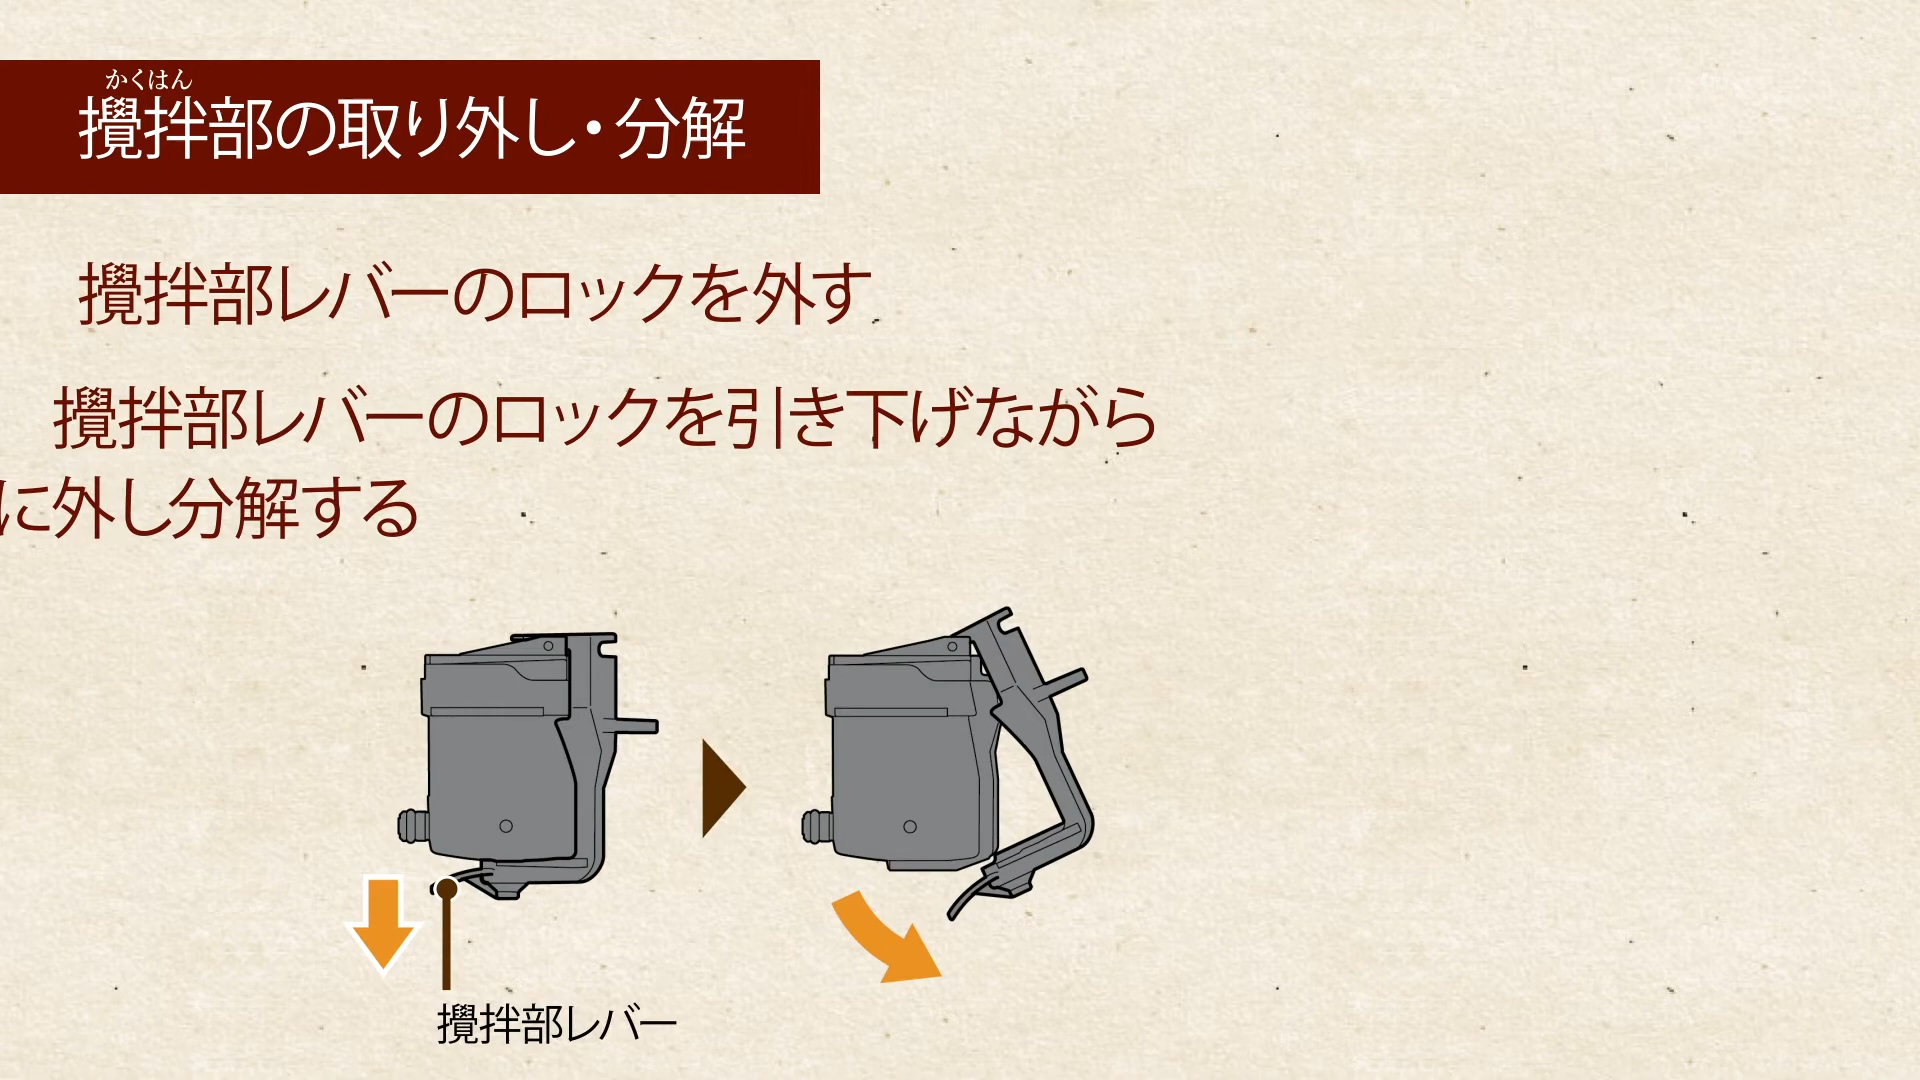 かくはん
攪拌部の取り外し・分解
攪拌部レバーのロックを外す
攪拌部レバーのロックを引き下げながら
に外し分解する
攪拌部レバー